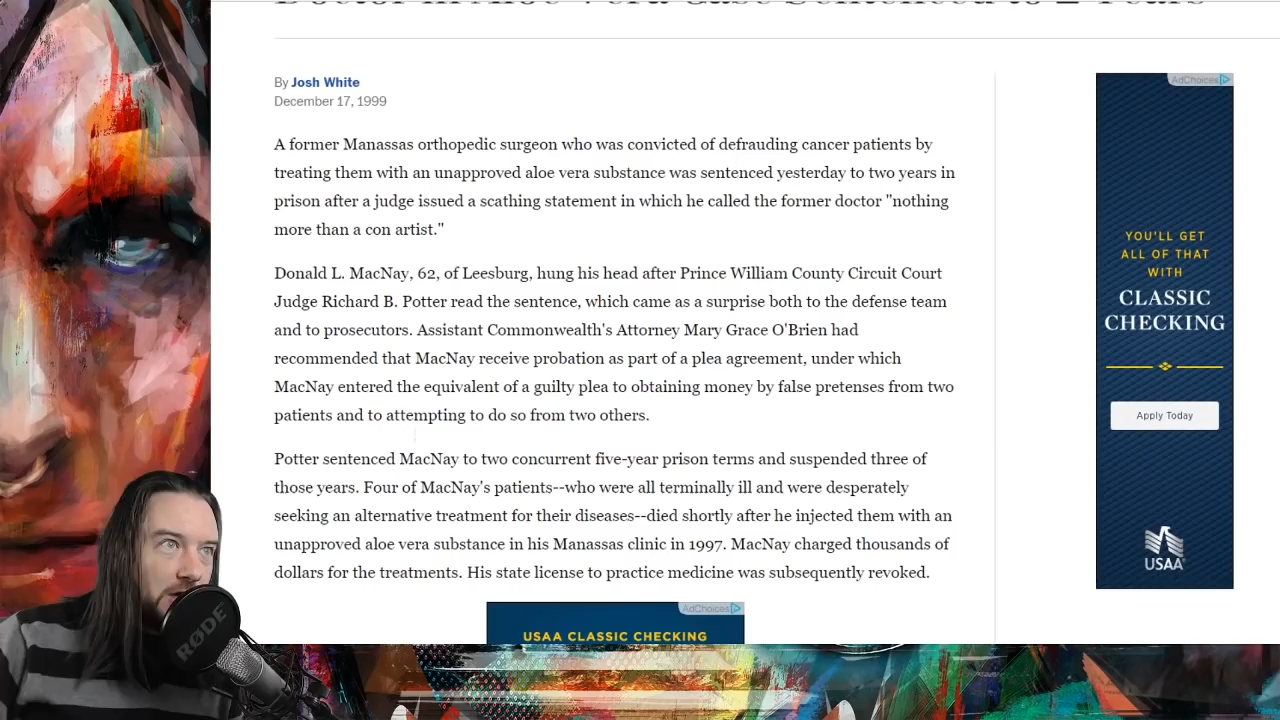 Doctor in Aloe Vera Case Sentenced to 2 Years
By Josh White
December 17, 1999
A former Manassas orthopedic surgeon who was convicted of defrauding cancer patients by
treating them with an unapproved aloe vera substance was sentenced yesterday to two years in
prison after a judge issued a scathing statement in which he called the former doctor "nothing
more than a con artist."
Donald L. MacNay, 62, of Leesburg, hung his head after Prince William County Circuit Court
Judge Richard B. Potter read the sentence, which came as a surprise both to the defense team
and to prosecutors. Assistant Commonwealth's Attorney Mary Grace O'Brien had
recommended that MacNay receive probation as part of a plea agreement, under which
MacNay entered the equivalent of a guilty plea to obtaining money by false pretenses from two
patients and to attempting to do so from two others.
Potter sentenced MacNay to two concurrent five-year prison terms and suspended three of
those years. Four of MacNay's patients--who were all terminally ill and were desperately
seeking an alternative treatment for their diseases--died shortly after he injected them with an
unapproved aloe vera substance in his Manassas clinic in 1997. MacNay charged thousands of
dollars for the treatments. His state license to practice medicine was subsequently revoked.
AdChoices
USAA CLASSIC CHECKING
AdChoices
YOU'LL GET
ALL OF THAT
WITH
CLASSIC
CHECKING
Apply Today
USAA
RØDE